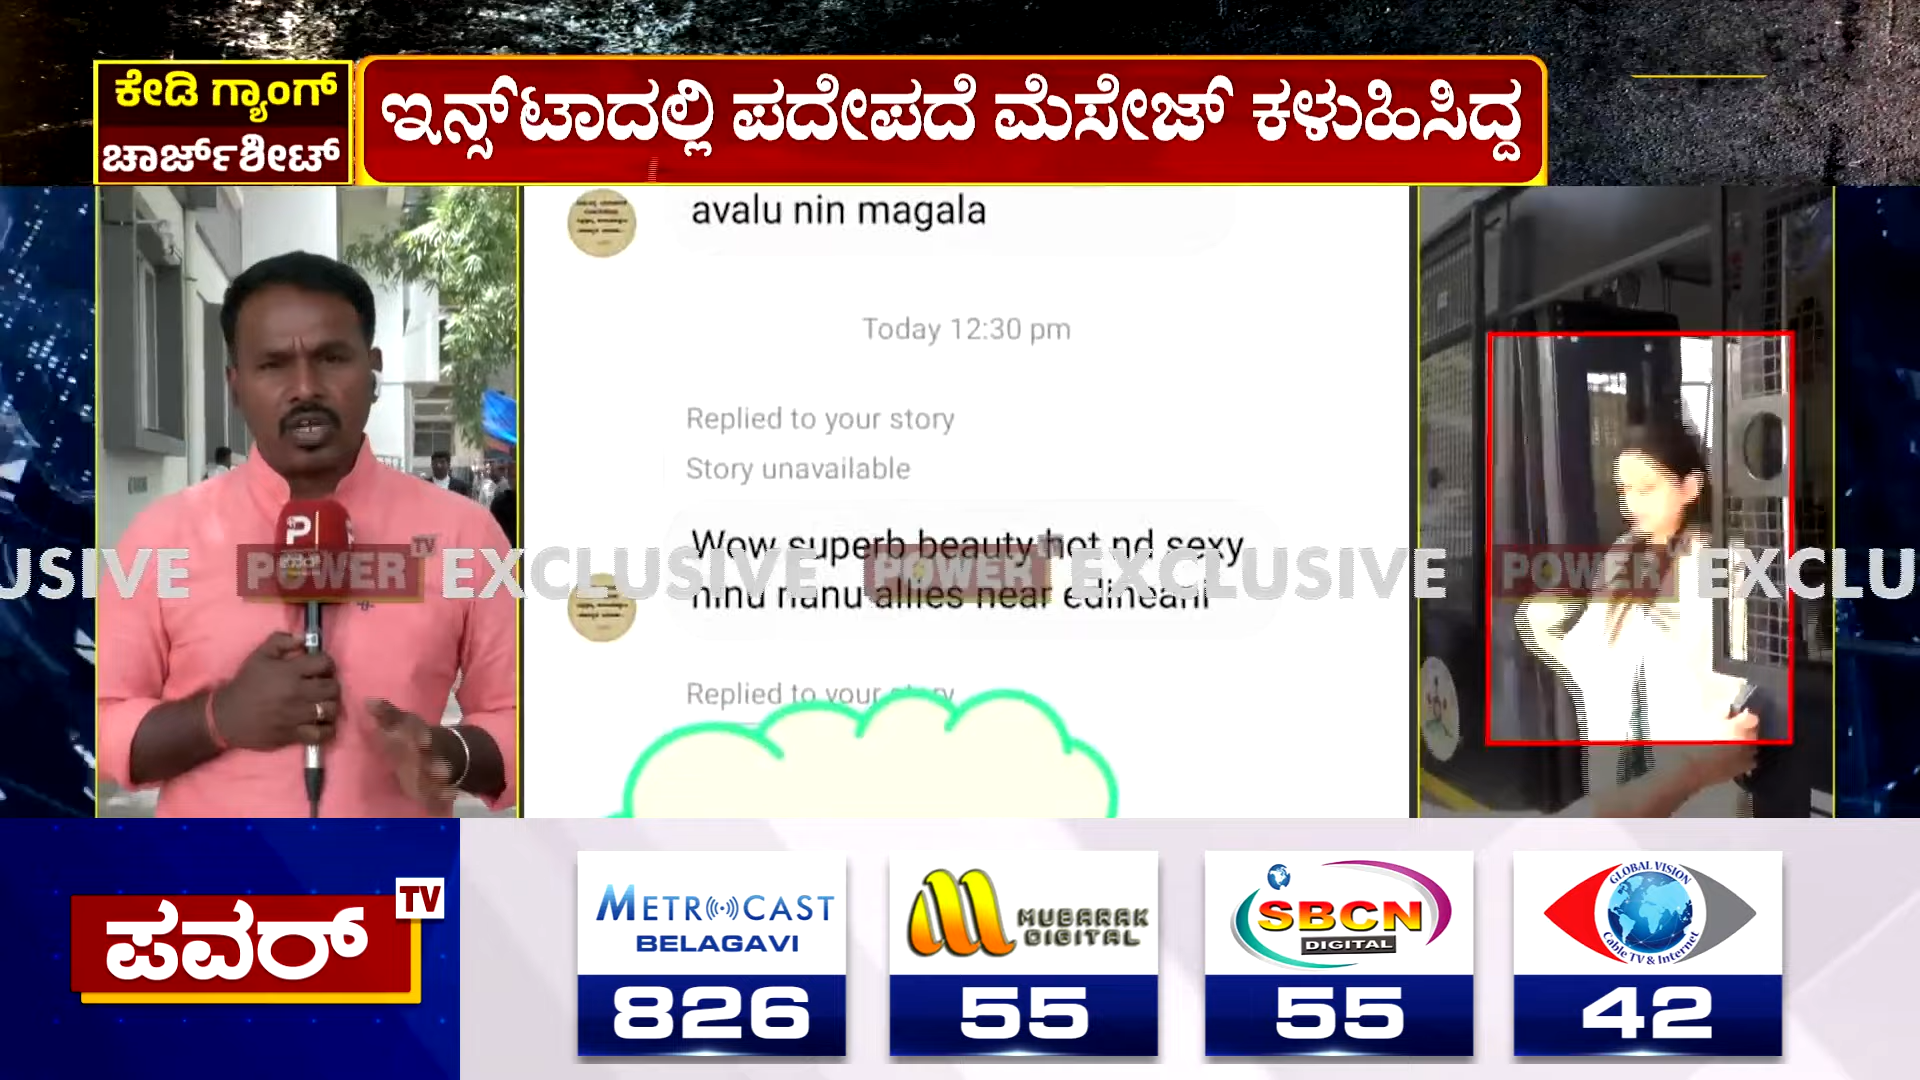 ಕೇಡಿ ಗ್ಯಾಂಗ್
ಚಾರ್ಜ್‌ಶೀಟ್
ಇನ್ಸ್‌ಟಾದಲ್ಲಿ ಪದೇಪದೆ ಮೆಸೇಜ್ ಕಳುಹಿಸಿದ್ದ
avalu nin magala
Today 12:30 pm
Replied to your story
Story unavailable
Wow superb beauty hot nd sexy
ninu nanu allies near edineani
USIVE POWER TV EXCLUSIVE POWER EXCLUSIVE POWER EXCLU
Replied to your story
ಪವರ್ TV
METROCAST
BELAGAVI
826
MUBARAK
DIGITAL
55
SBCN
DIGITAL
55
GLOBAL VISION
Cable TV & Internet
42